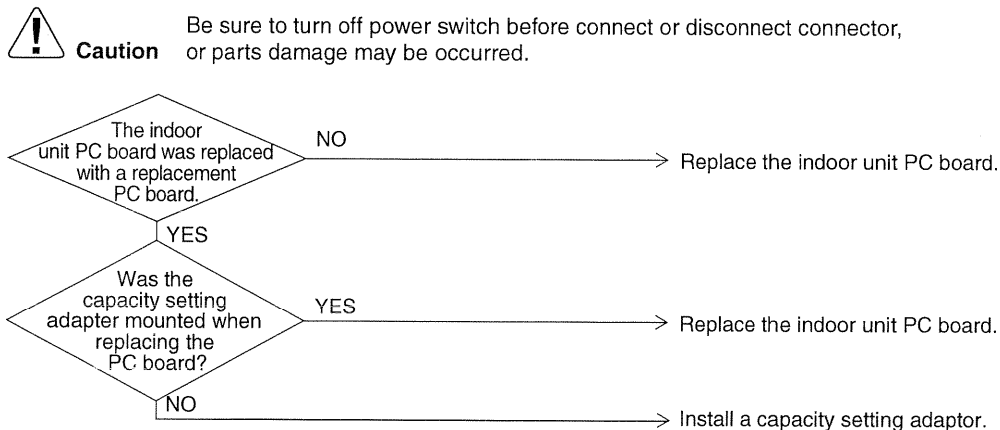 Be sure to turn off power switch before connect or disconnect connector,
Caution or parts damage may be occurred.
The indoor
unit PC board was replaced
with a replacement
PC board.
NO
Replace the indoor unit PC board.
YES
Was the
capacity setting
adapter mounted when
replacing the
PC board?
YES
Replace the indoor unit PC board.
NO
Install a capacity setting adaptor.